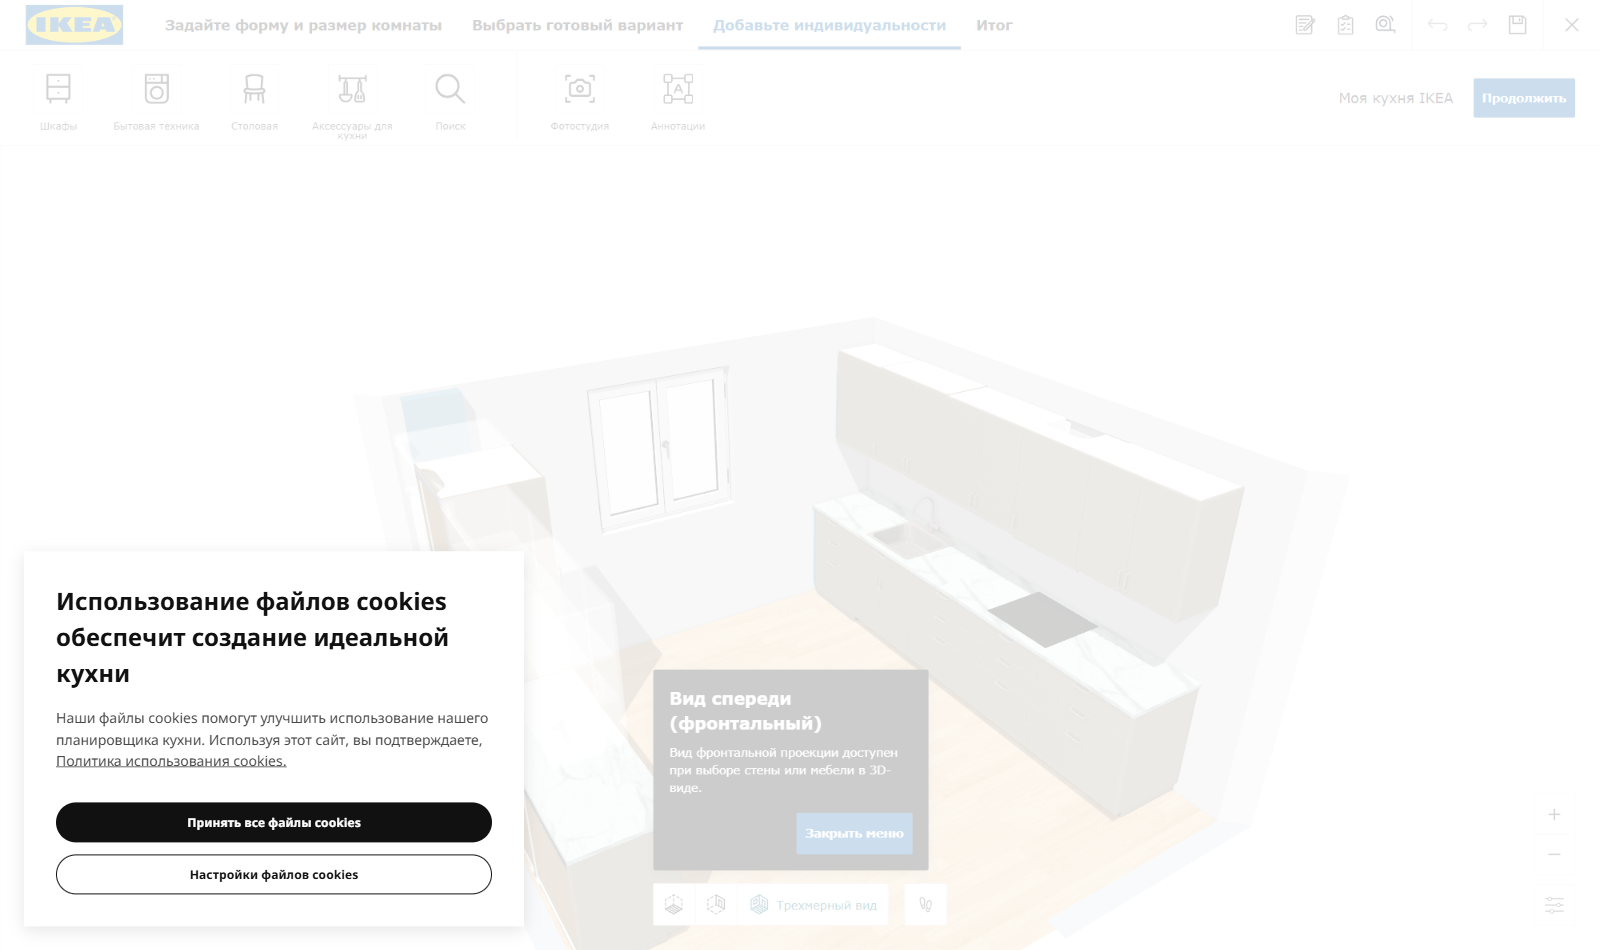 IKEA
Задайте форму и размер комнаты
Выбрать готовый вариант
Добавьте индивидуальности
Итог
Шкафы
Бытовая техника
Столовая
Аксессуары для
кухни
Поиск
Фотостудия
Аннотации
Моя кухня IKEA
Продолжить
Использование файлов cookies
обеспечит создание идеальной
кухни
Наши файлы cookies помогут улучшить использование нашего
планировщика кухни. Используя этот сайт, вы подтверждаете,
Политика использования cookies.
Принять все файлы cookies
Настройки файлов cookies
Вид спереди
(фронтальный)
Вид фронтальной проекции доступен
при выборе стены или мебели в 3D-
виде.
Закрыть меню
Трехмерный вид